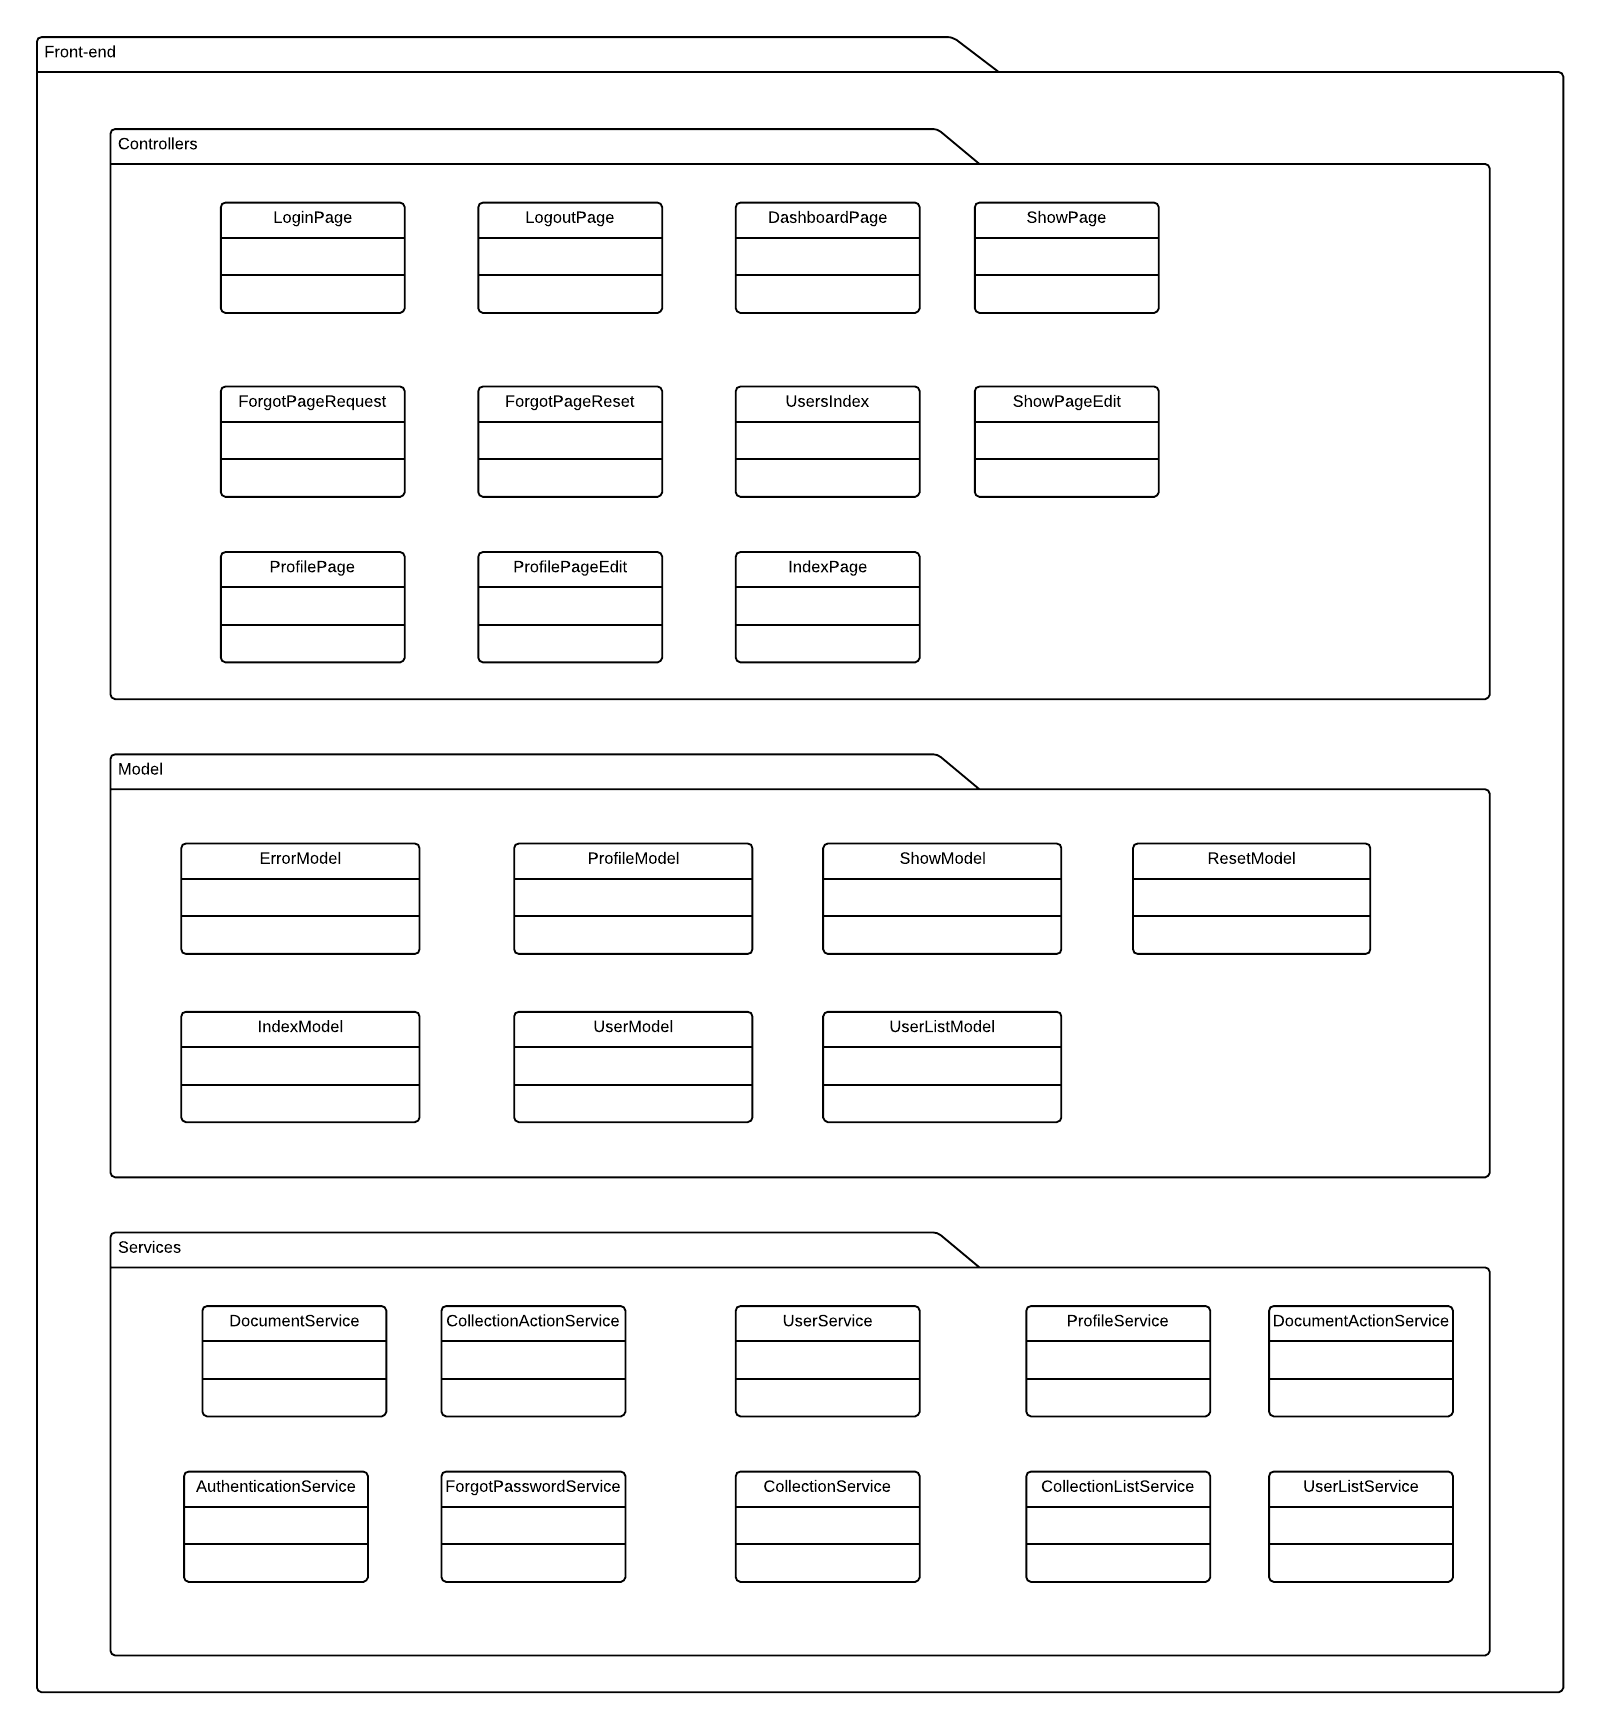 Front-end
Controllers
LoginPage
LogoutPage
DashboardPage
ShowPage
ForgotPageRequest
ForgotPageReset
UsersIndex
ShowPageEdit
ProfilePage
ProfilePageEdit
IndexPage
Model
ErrorModel
ProfileModel
ShowModel
ResetModel
IndexModel
UserModel
UserListModel
Services
DocumentService
CollectionActionService
UserService
ProfileService
DocumentActionService
AuthenticationService
ForgotPasswordService
CollectionService
CollectionListService
UserListService